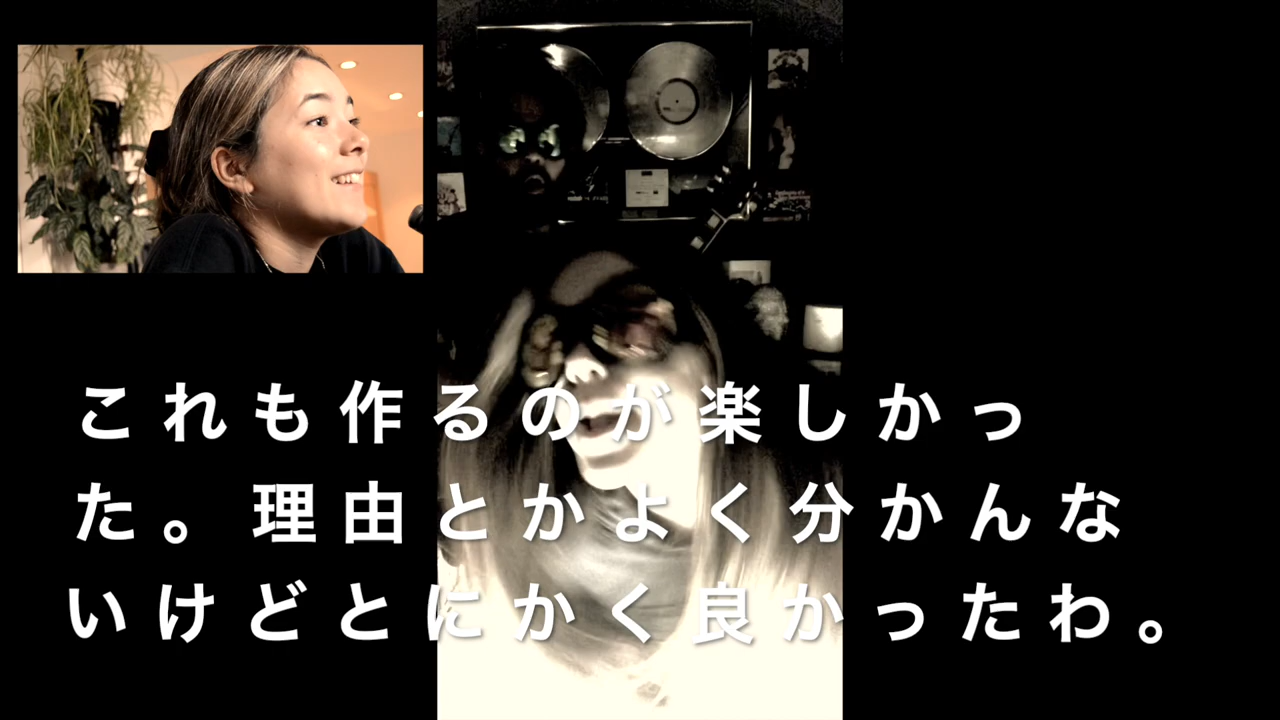 これも作るのが楽しかっ
た。理由とかよく分かんな
いけどとにかく良かったわ。